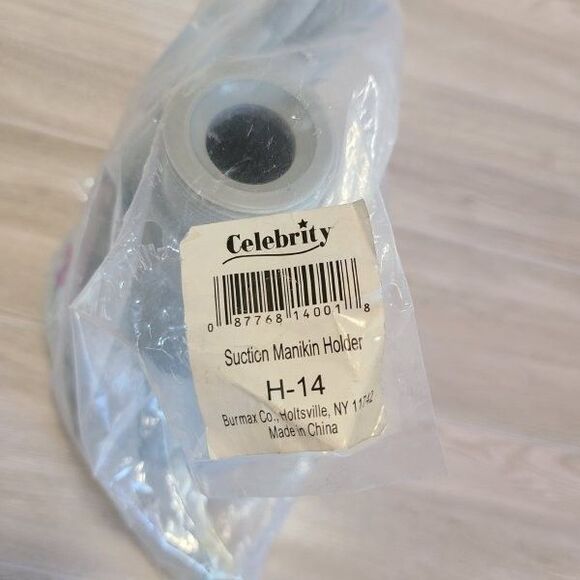 Celebrity
0 87768 14001 8
Suction Manikin Holder
H-14
Burmax Co., Holtsville, NY 11742
Made in China